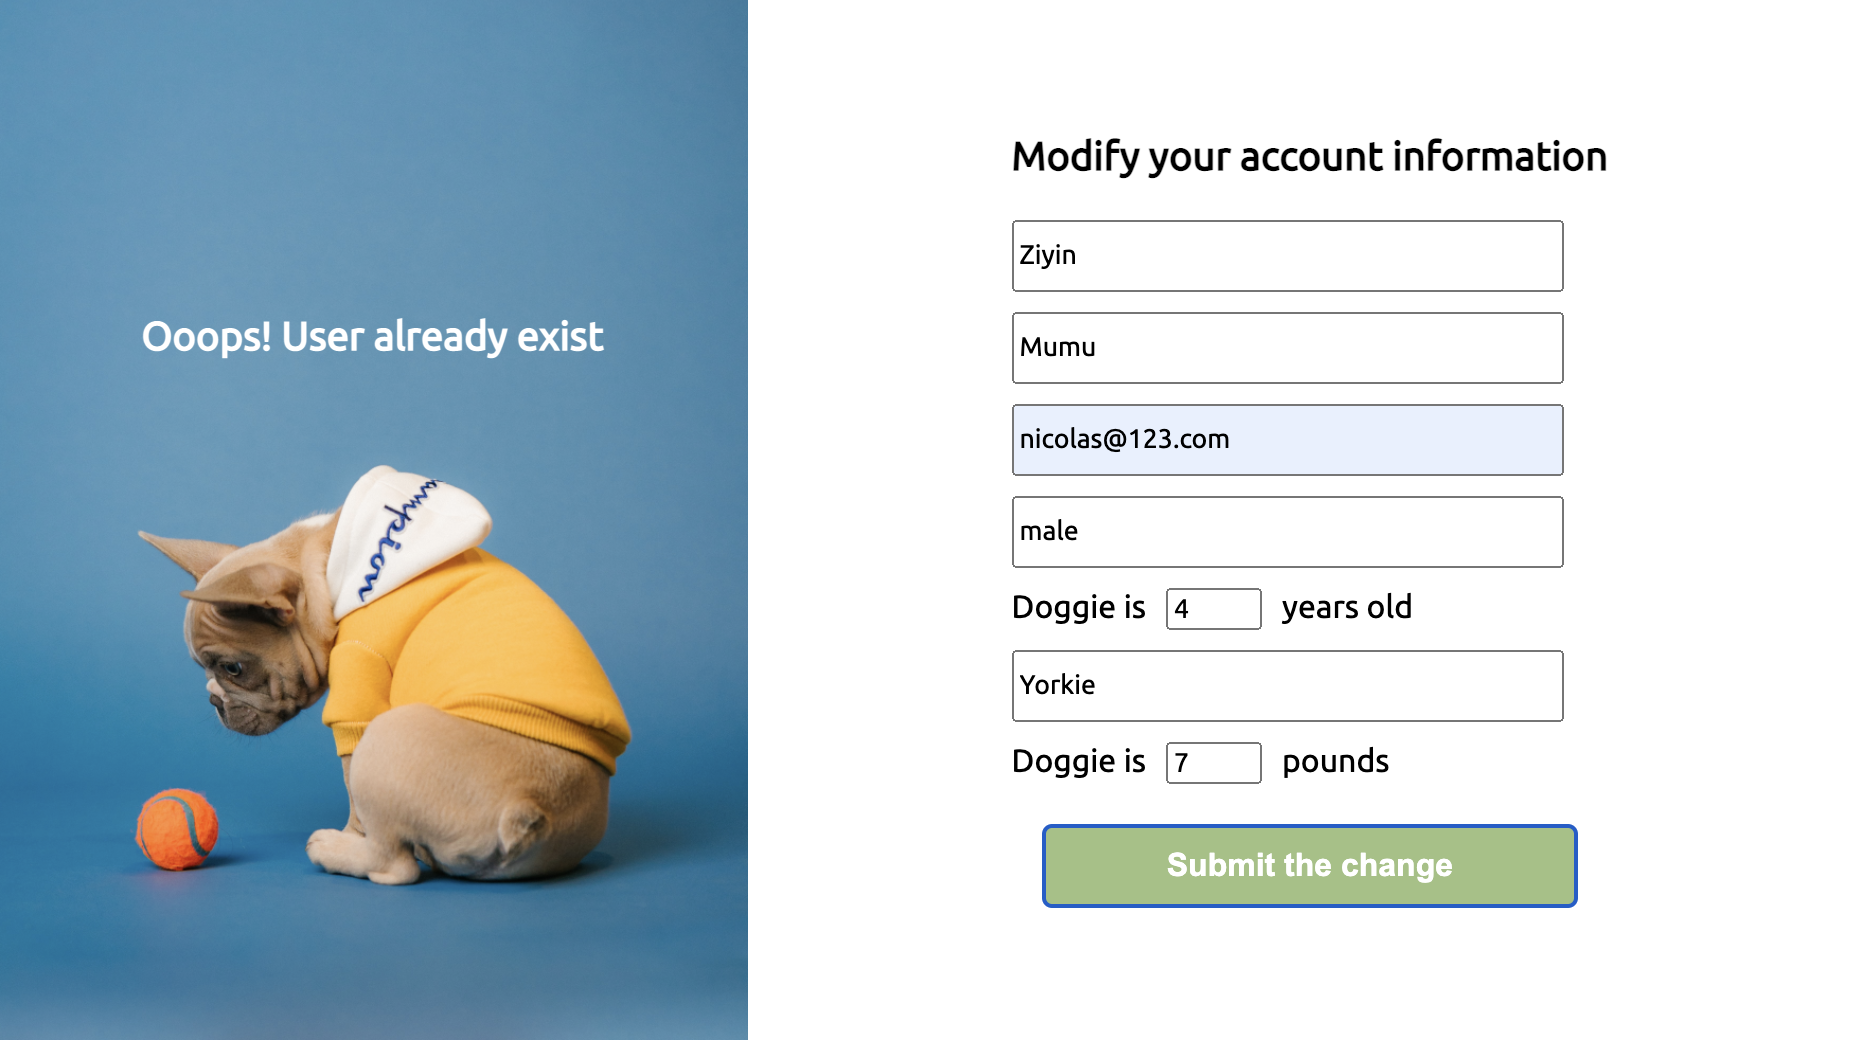 Ooops! User already exist
ampion
Modify your account information
Ziyin
Mumu
nicolas@123.com
male
Doggie is 4 years old
Yorkie
Doggie is 7 pounds
Submit the change